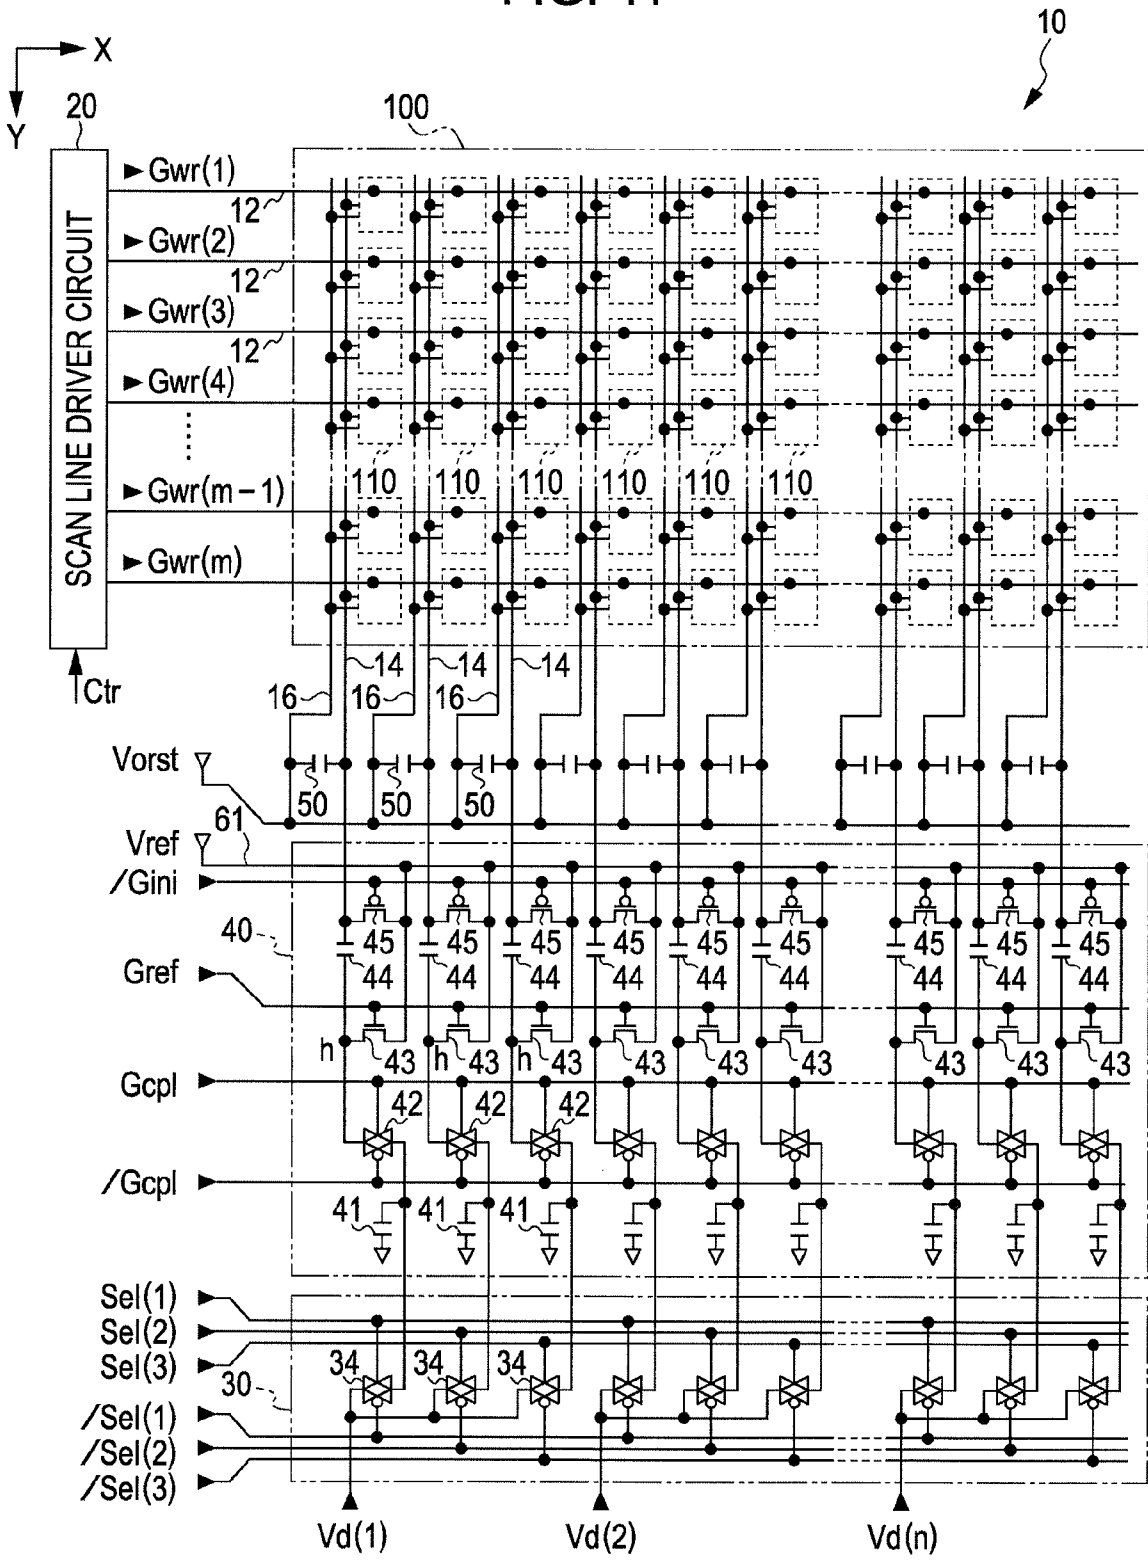 10
X
Y
20
100
SCAN LINE DRIVER CIRCUIT
Gwr(1)
12
Gwr(2)
12
Gwr(3)
12
Gwr(4)
110 110 110 110 110 110
Gwr(m-1)
Gwr(m)
Ctr
14 14 14
16 16 16
Vorst
50 50 50
61
Vref
/Gini
45 45 45 45 45 45 45 45 45
40
44 44 44 44 44 44 44 44 44
Gref
h 43 h 43 h 43 43 43 43 43 43 43
Gcpl
42 42 42
/Gcpl
41 41 41
Sel(1)
Sel(2)
Sel(3)
34 34 34
30
/Sel(1)
/Sel(2)
/Sel(3)
Vd(1) Vd(2) Vd(n)